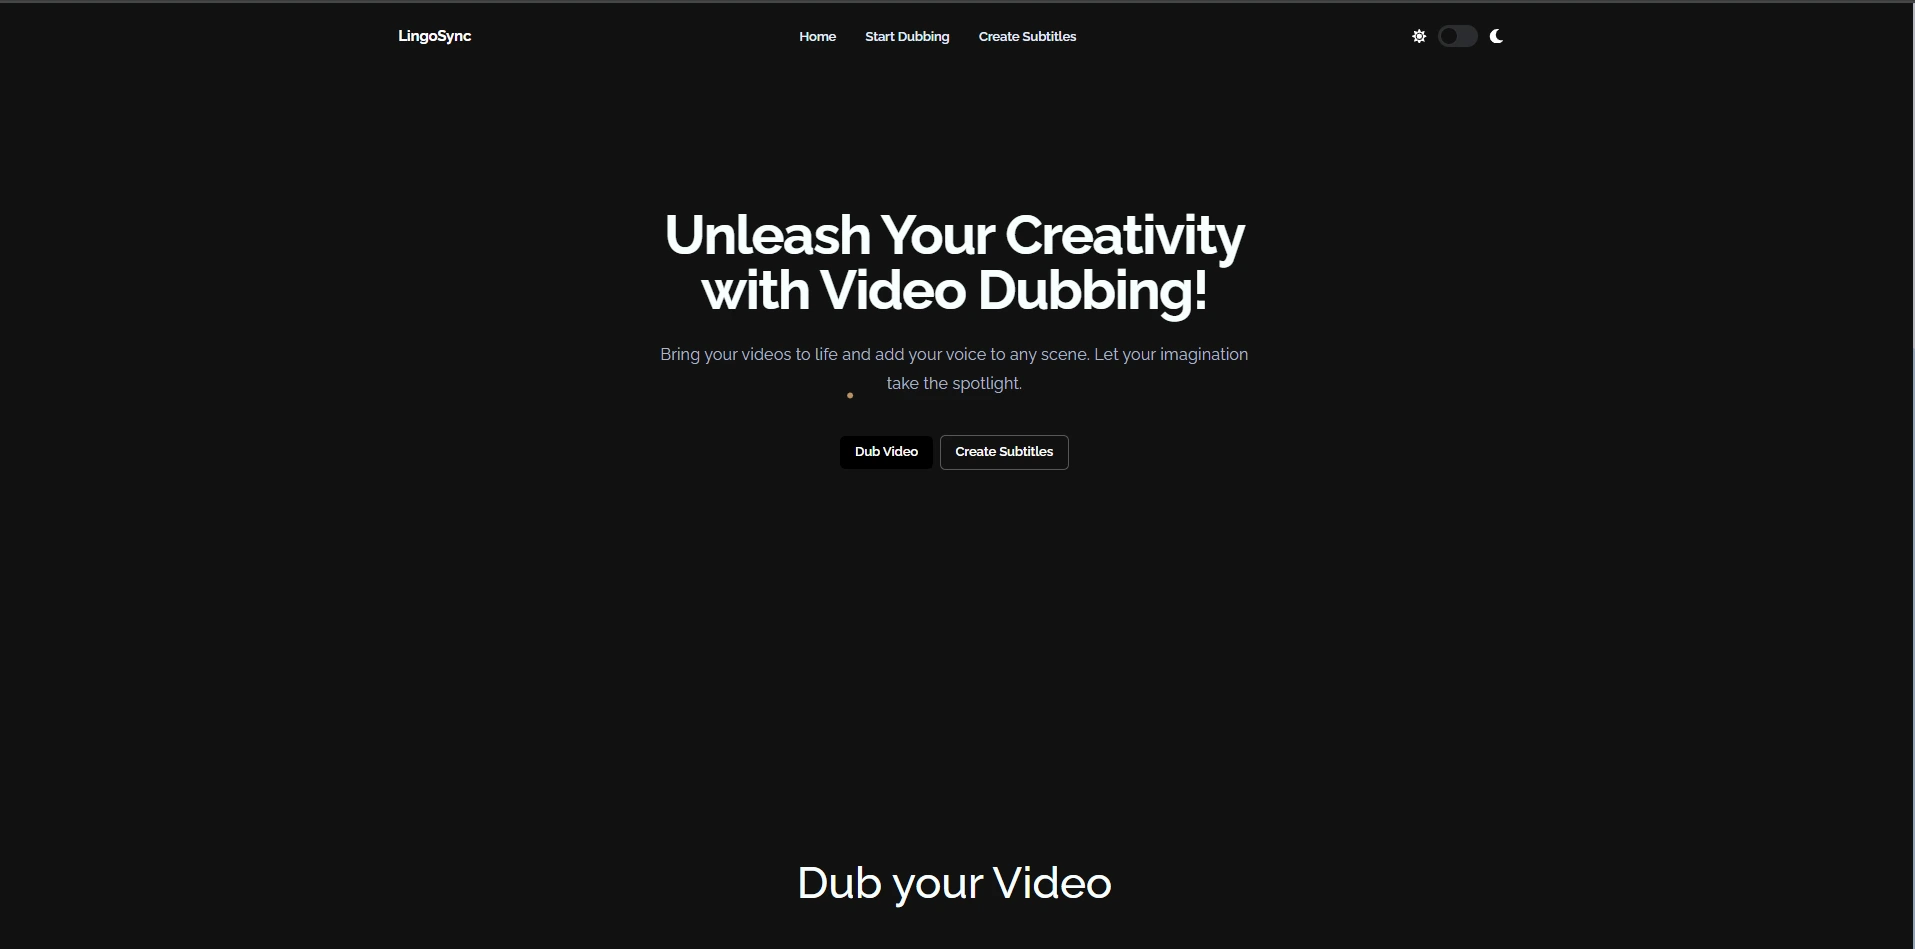 LingoSync
Home
Start Dubbing
Create Subtitles
Unleash Your Creativity
with Video Dubbing!
Bring your videos to life and add your voice to any scene. Let your imagination
take the spotlight.
Dub Video
Create Subtitles
Dub your Video